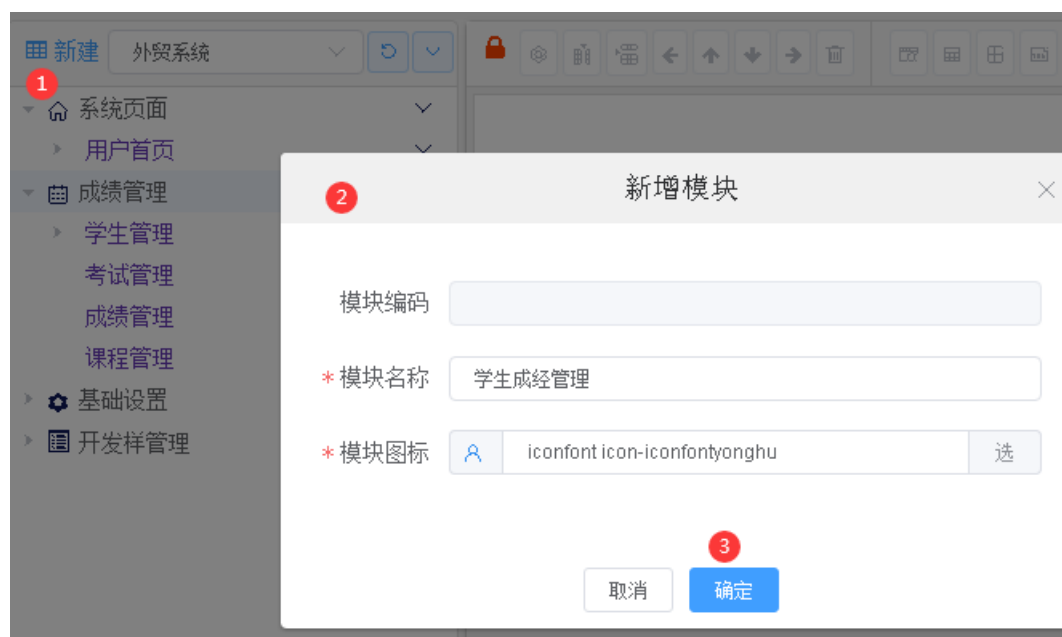 新建 外贸系统
1
系统页面
用户首页
2 新增模块
成绩管理
学生管理
考试管理
模块编码
成绩管理
课程管理
*模块名称 学生成经管理
基础设置
开发样管理
*模块图标 iconfont icon-iconfontyonghu 选
3
取消 确定